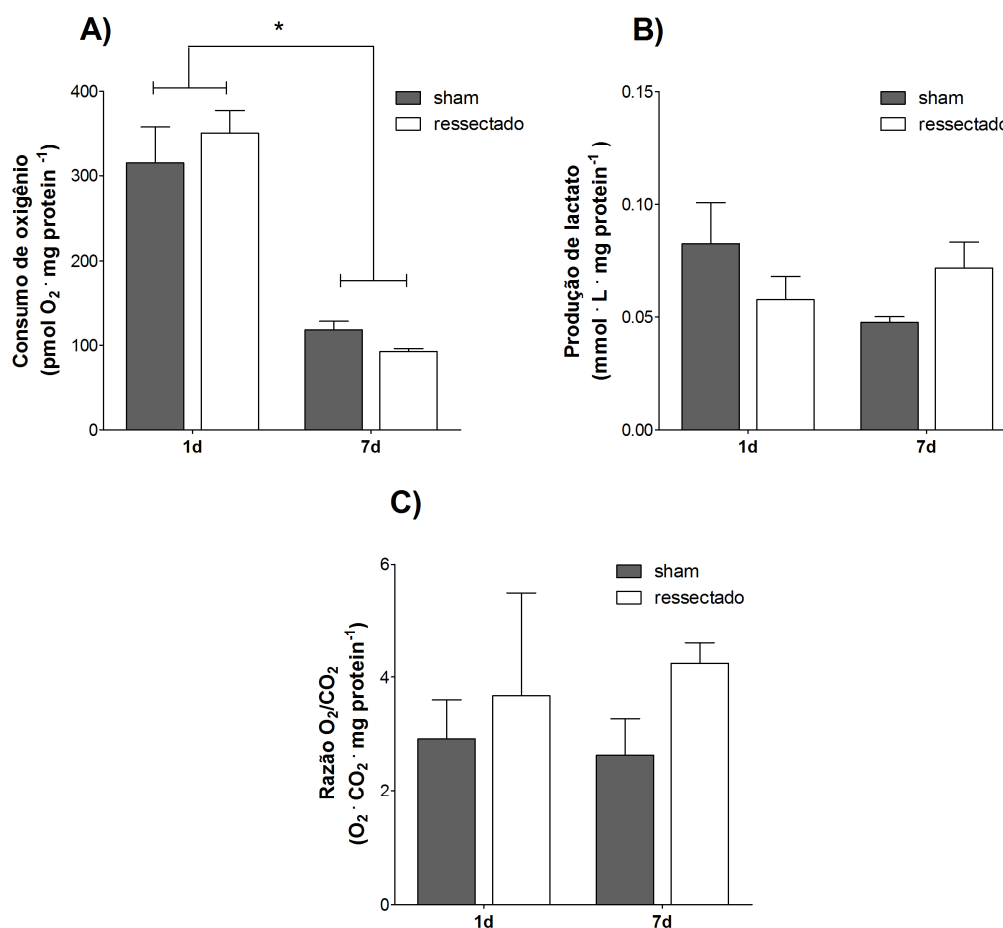 A)
*
400
300
200
100
0
Consumo de oxigênio
(pmol O₂ · mg protein ⁻¹)
sham
ressectado
1d
7d
B)
0.15
0.10
0.05
0.00
Produção de lactato
(mmol · L · mg protein⁻¹ )
sham
ressectado
1d
7d
C)
6
4
2
0
Razão O₂/CO₂
(O₂ · CO₂ · mg protein⁻¹)
sham
ressectado
1d
7d